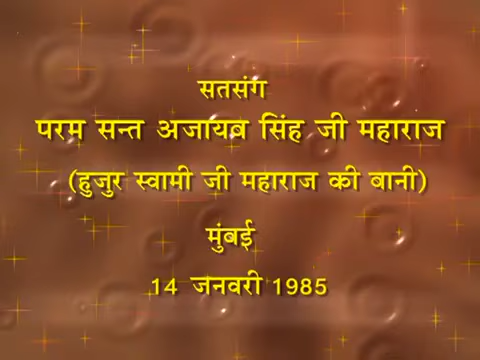 सतसंग
परम सन्त अजायब सिंह जी महाराज
(हुजुर स्वामी जी महाराज की बानी)
मुंबई
14 जनवरी 1985